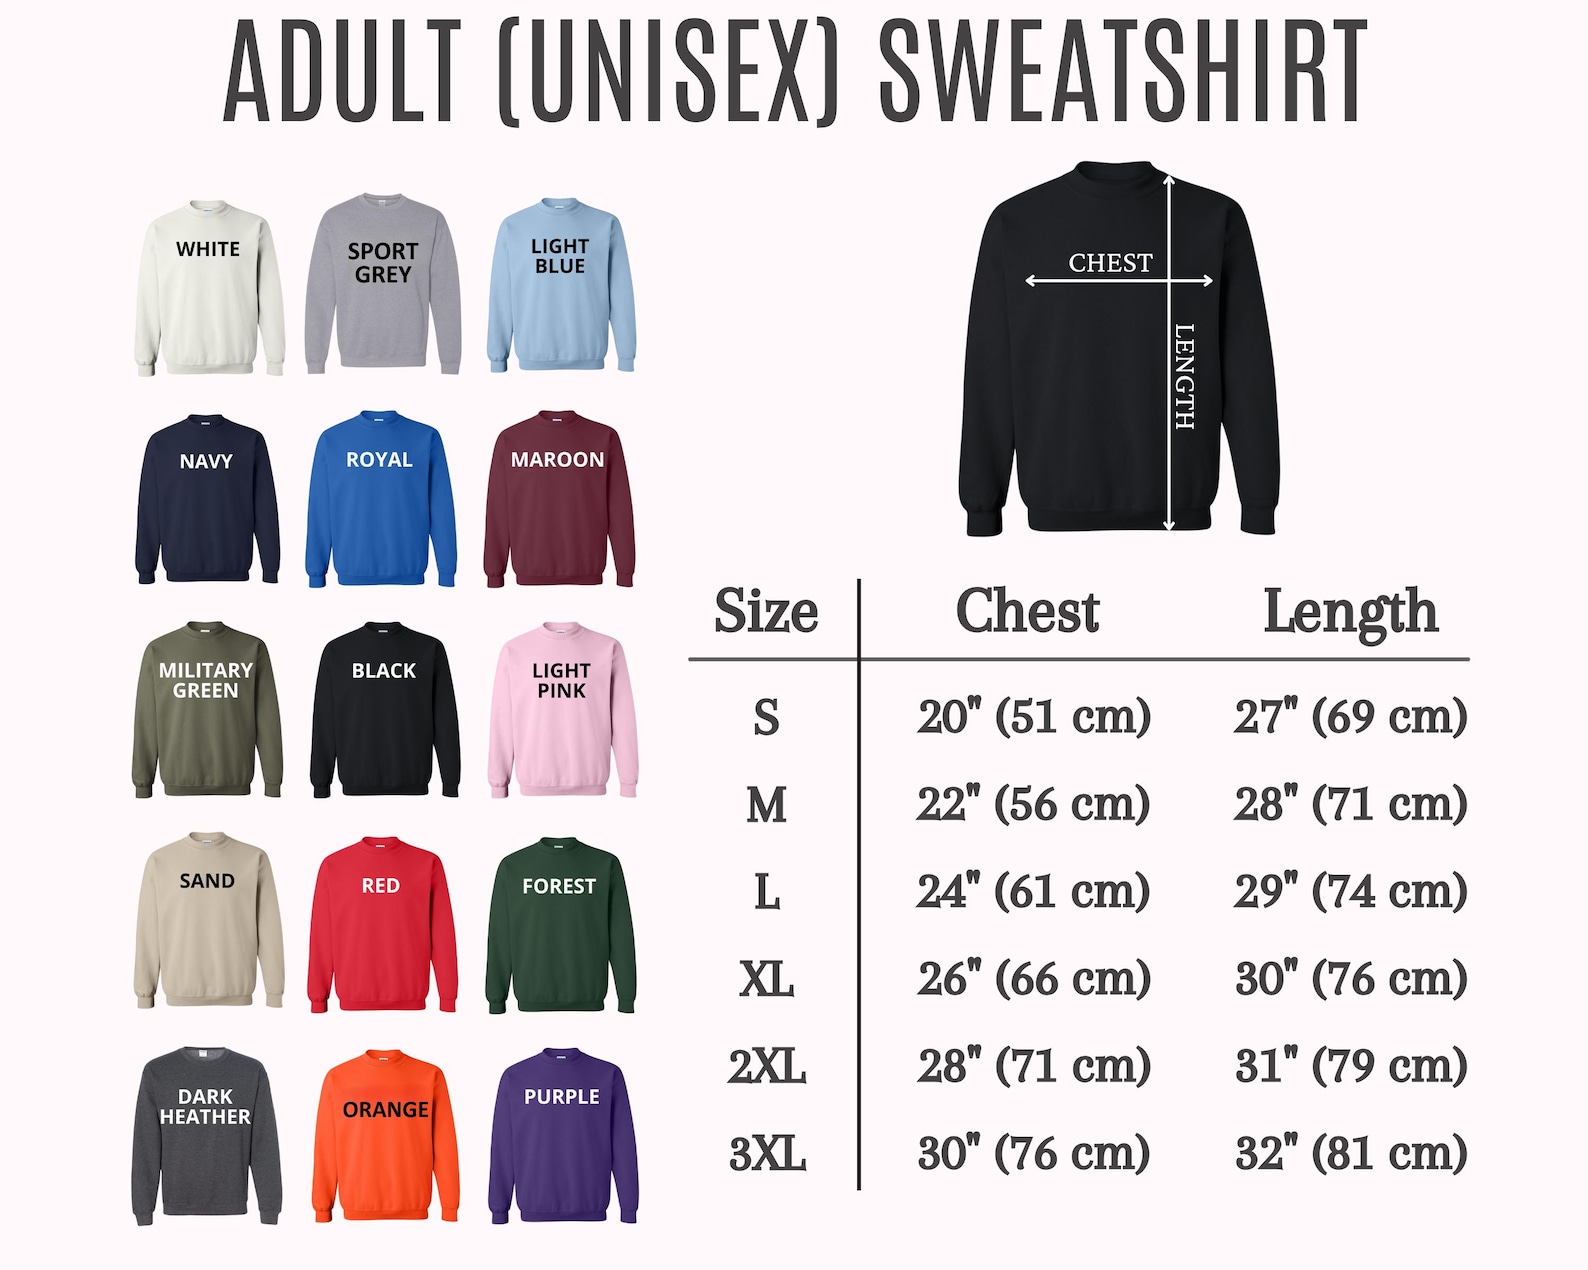 ADULT (UNISEX) SWEATSHIRT
WHITE
SPORT
GREY
LIGHT
BLUE
NAVY
ROYAL
MAROON
MILITARY
GREEN
BLACK
LIGHT
PINK
SAND
RED
FOREST
DARK
HEATHER
ORANGE
PURPLE
CHEST
LENGTH
Size Chest Length
S 20" (51 cm) 27" (69 cm)
M 22" (56 cm) 28" (71 cm)
L 24" (61 cm) 29" (74 cm)
XL 26" (66 cm) 30" (76 cm)
2XL 28" (71 cm) 31" (79 cm)
3XL 30" (76 cm) 32" (81 cm)